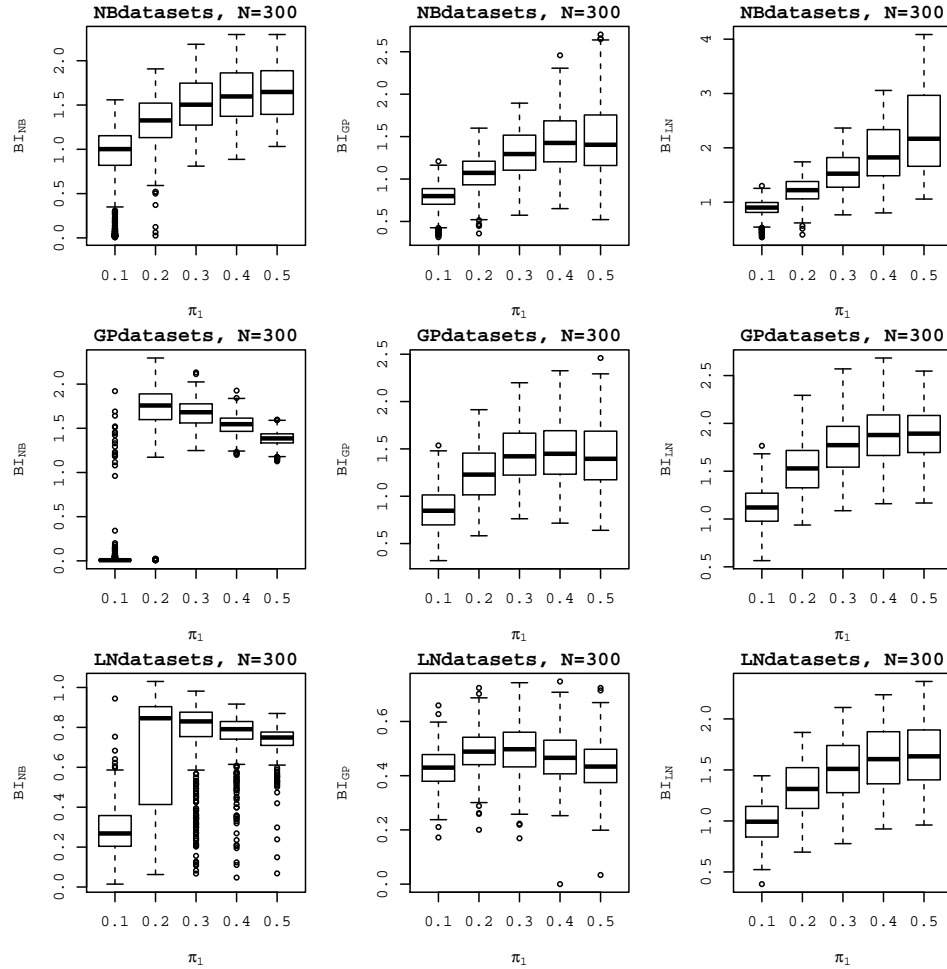 NBdatasets, N=300
BI_NB
0.0 0.5 1.0 1.5 2.0
0.1 0.2 0.3 0.4 0.5
π₁
NBdatasets, N=300
BI_GP
0.5 1.0 1.5 2.0 2.5
0.1 0.2 0.3 0.4 0.5
π₁
NBdatasets, N=300
BI_LN
1 2 3 4
0.1 0.2 0.3 0.4 0.5
π₁
GPdatasets, N=300
BI_NB
0.0 0.5 1.0 1.5 2.0
0.1 0.2 0.3 0.4 0.5
π₁
GPdatasets, N=300
BI_GP
0.5 1.0 1.5 2.0 2.5
0.1 0.2 0.3 0.4 0.5
π₁
GPdatasets, N=300
BI_LN
0.5 1.0 1.5 2.0 2.5
0.1 0.2 0.3 0.4 0.5
π₁
LNdatasets, N=300
BI_NB
0.0 0.2 0.4 0.6 0.8 1.0
0.1 0.2 0.3 0.4 0.5
π₁
LNdatasets, N=300
BI_GP
0.0 0.2 0.4 0.6
0.1 0.2 0.3 0.4 0.5
π₁
LNdatasets, N=300
BI_LN
0.5 1.0 1.5 2.0
0.1 0.2 0.3 0.4 0.5
π₁